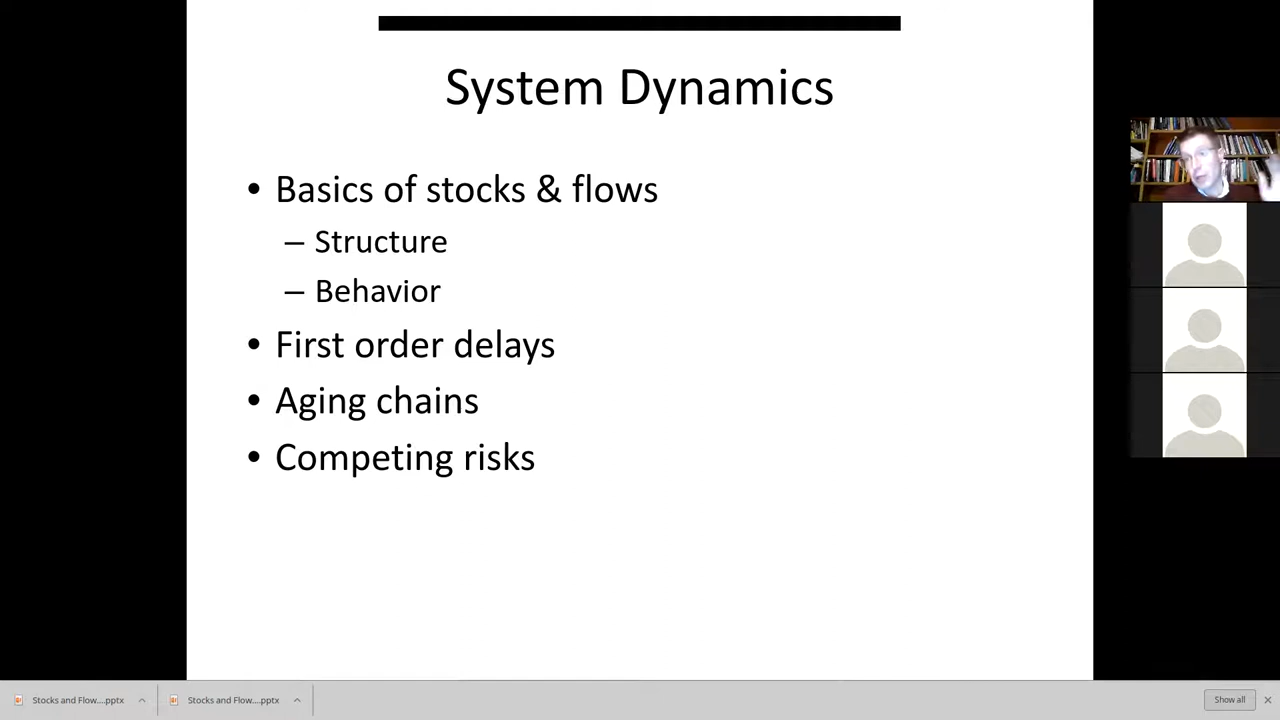 System Dynamics
• Basics of stocks & flows
– Structure
– Behavior
• First order delays
• Aging chains
• Competing risks
Stocks and Flow....pptx
Stocks and Flow....pptx
Show all